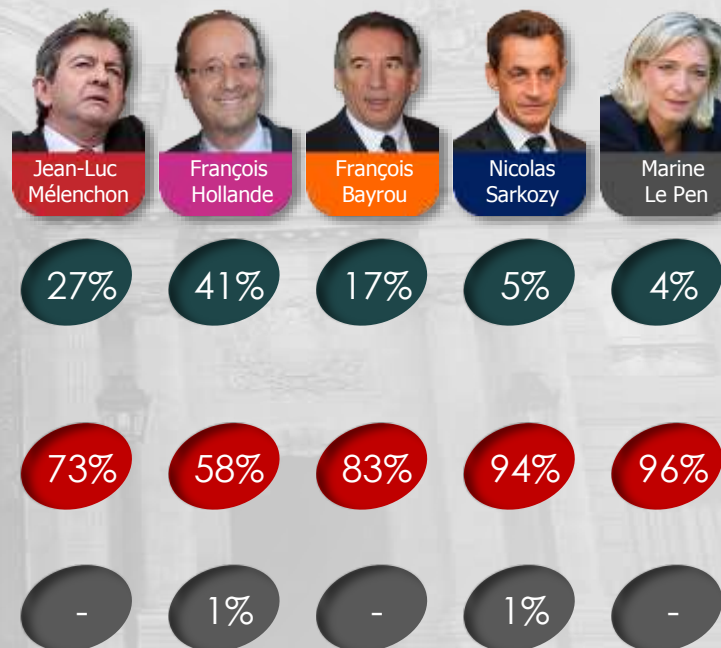 Jean-Luc Mélenchon
François Hollande
François Bayrou
Nicolas Sarkozy
Marine Le Pen
27% 41% 17% 5% 4%
73% 58% 83% 94% 96%
- 1% - 1% -